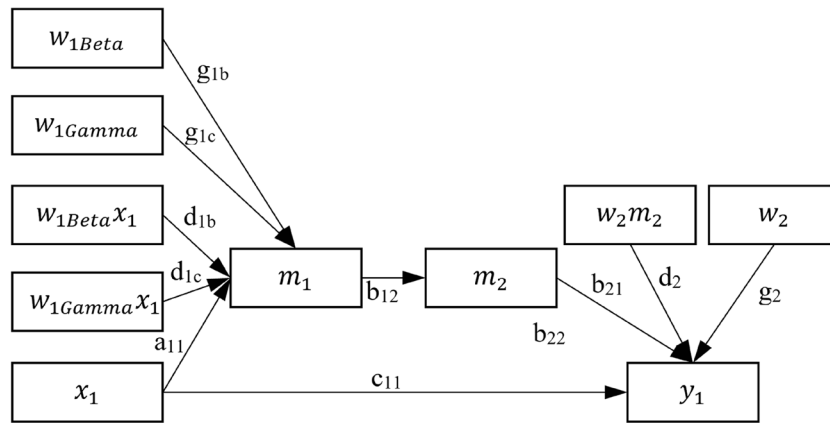 w₁Beta
g₁b
w₁Gamma
g₁c
w₁Betax₁
d₁b
w₂m₂
w₂
d₁c
m₁
b₁₂
m₂
b₂₁
d₂
g₂
w₁Gammax₁
a₁₁
b₂₂
x₁
c₁₁
y₁